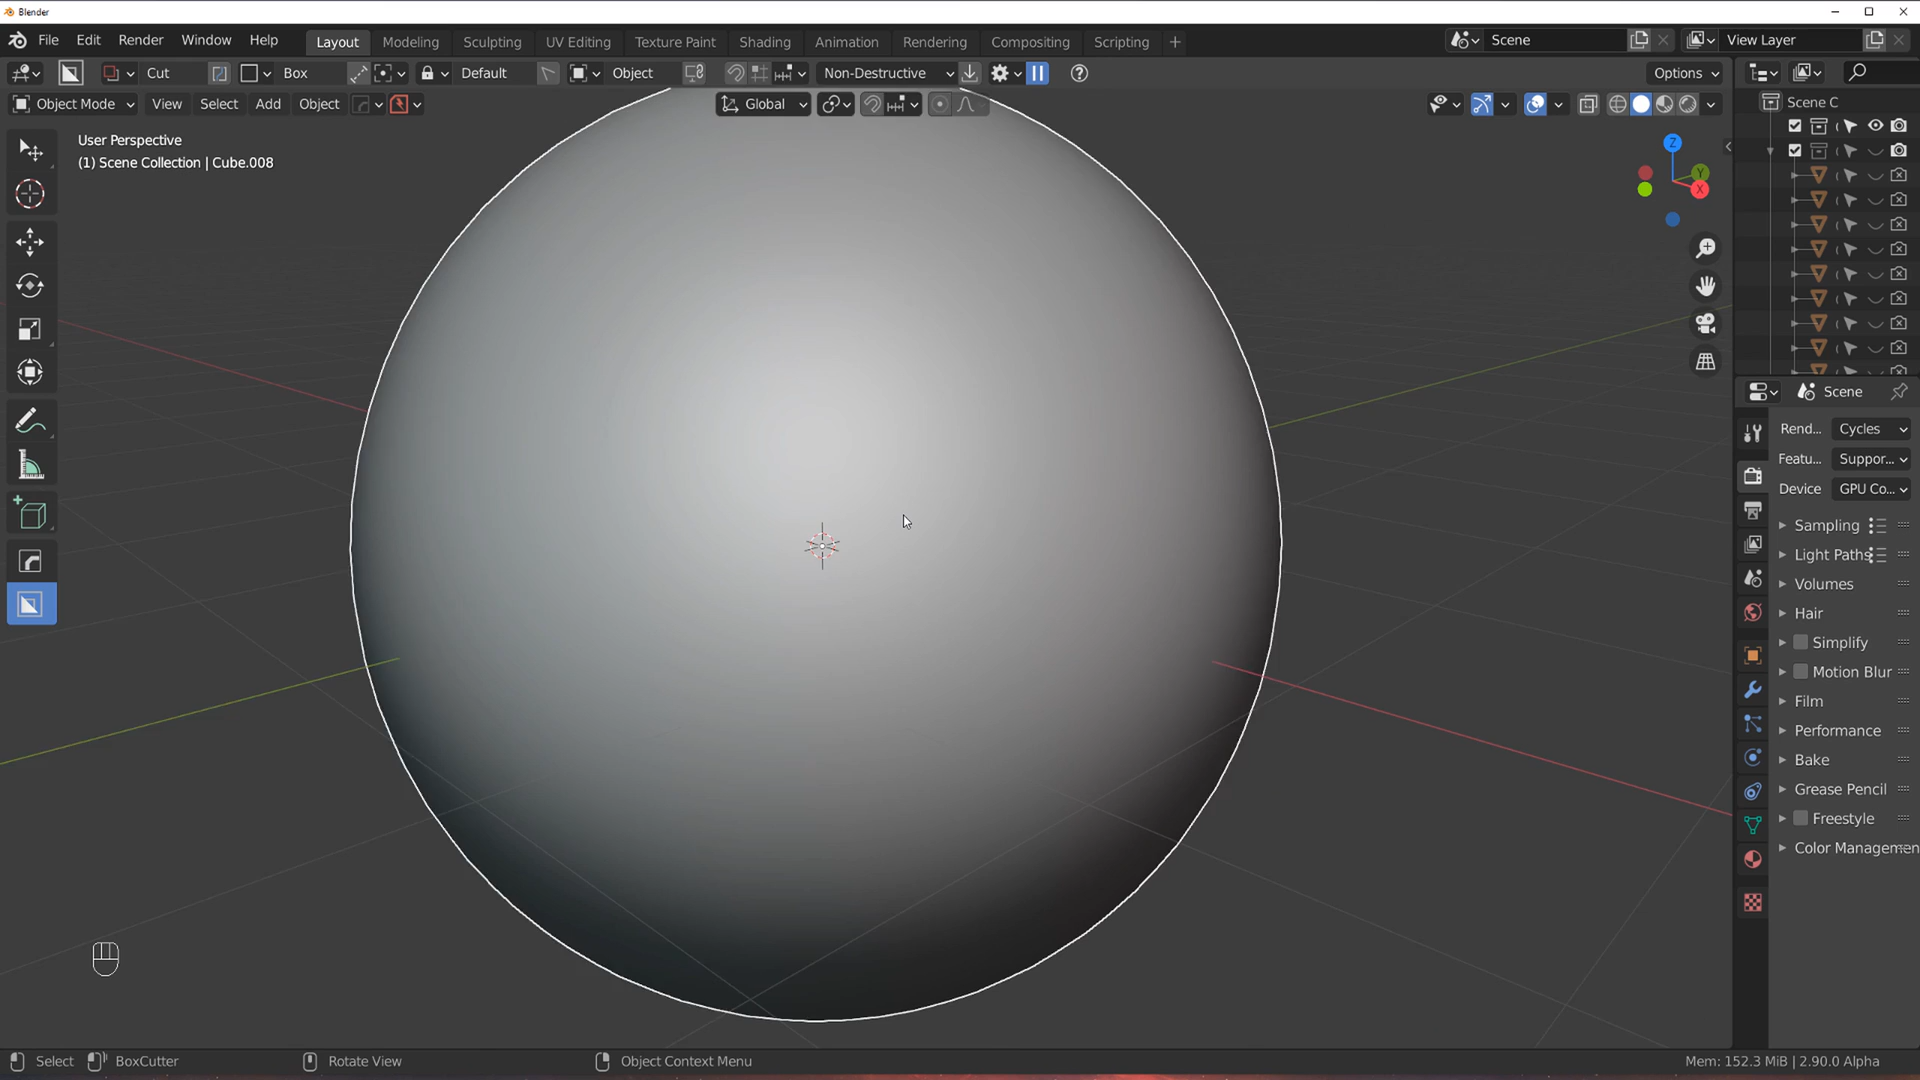 Blender
File Edit Render Window Help Layout Modeling Sculpting UV Editing Texture Paint Shading Animation Rendering Compositing Scripting + Scene View Layer
Cut Box Default Object Non-Destructive Options
Object Mode View Select Add Object Global
Scene C
User Perspective
(1) Scene Collection | Cube.008
Z
Y
X
Scene
Rend... Cycles
Featu... Suppor...
Device GPU Co...
Sampling
Light Paths
Volumes
Hair
Simplify
Motion Blur
Film
Performance
Bake
Grease Pencil
Freestyle
Color Managemen
Select BoxCutter Rotate View Object Context Menu Mem: 152.3 MiB | 2.90.0 Alpha